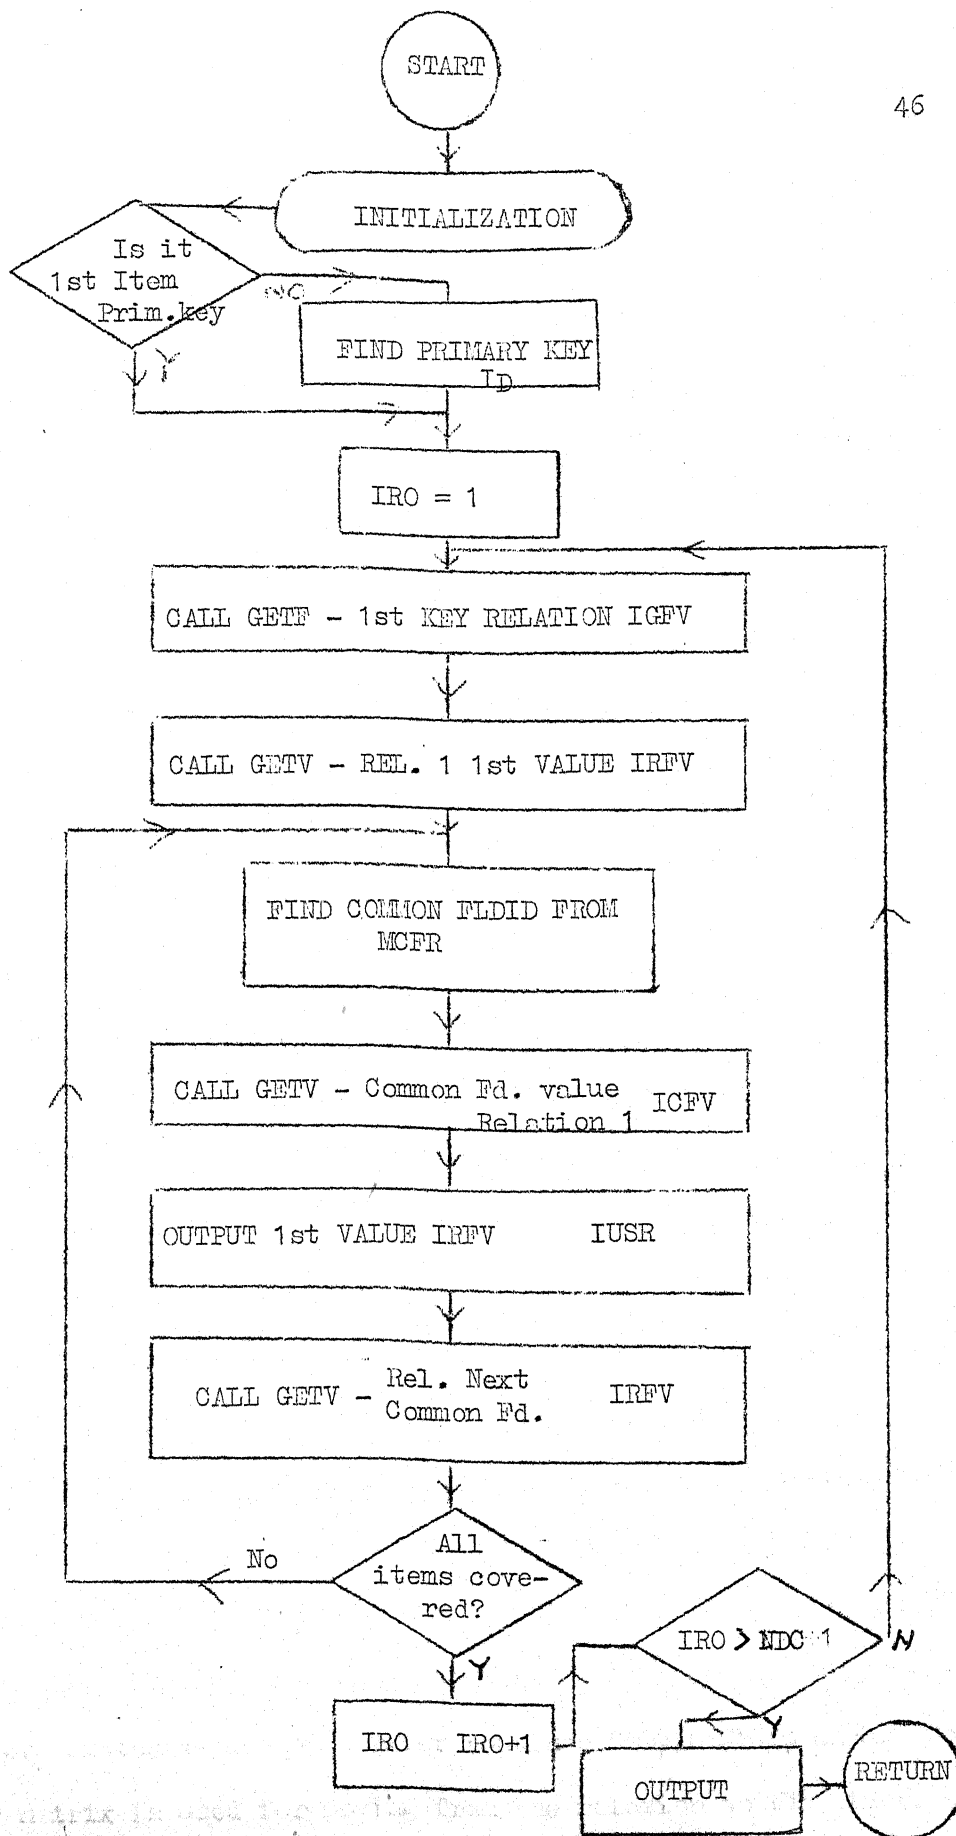 START
46
INITIALIZATION
Is it
1st Item
Prim.key
NO
FIND PRIMARY KEY
ID
Y
IRO = 1
CALL GETF - 1st KEY RELATION IGFV
CALL GETV - REL. 1 1st VALUE IRFV
FIND COMMON FLDID FROM
MCFR
CALL GETV - Common Fd. value ICFV
Relation 1
OUTPUT 1st VALUE IRFV IUSR
CALL GETV - Rel. Next IRFV
Common Fd.
All
items cove-
red?
No
Y
IRO IRO+1
IRO > NDC 1
N
Y
OUTPUT
RETURN